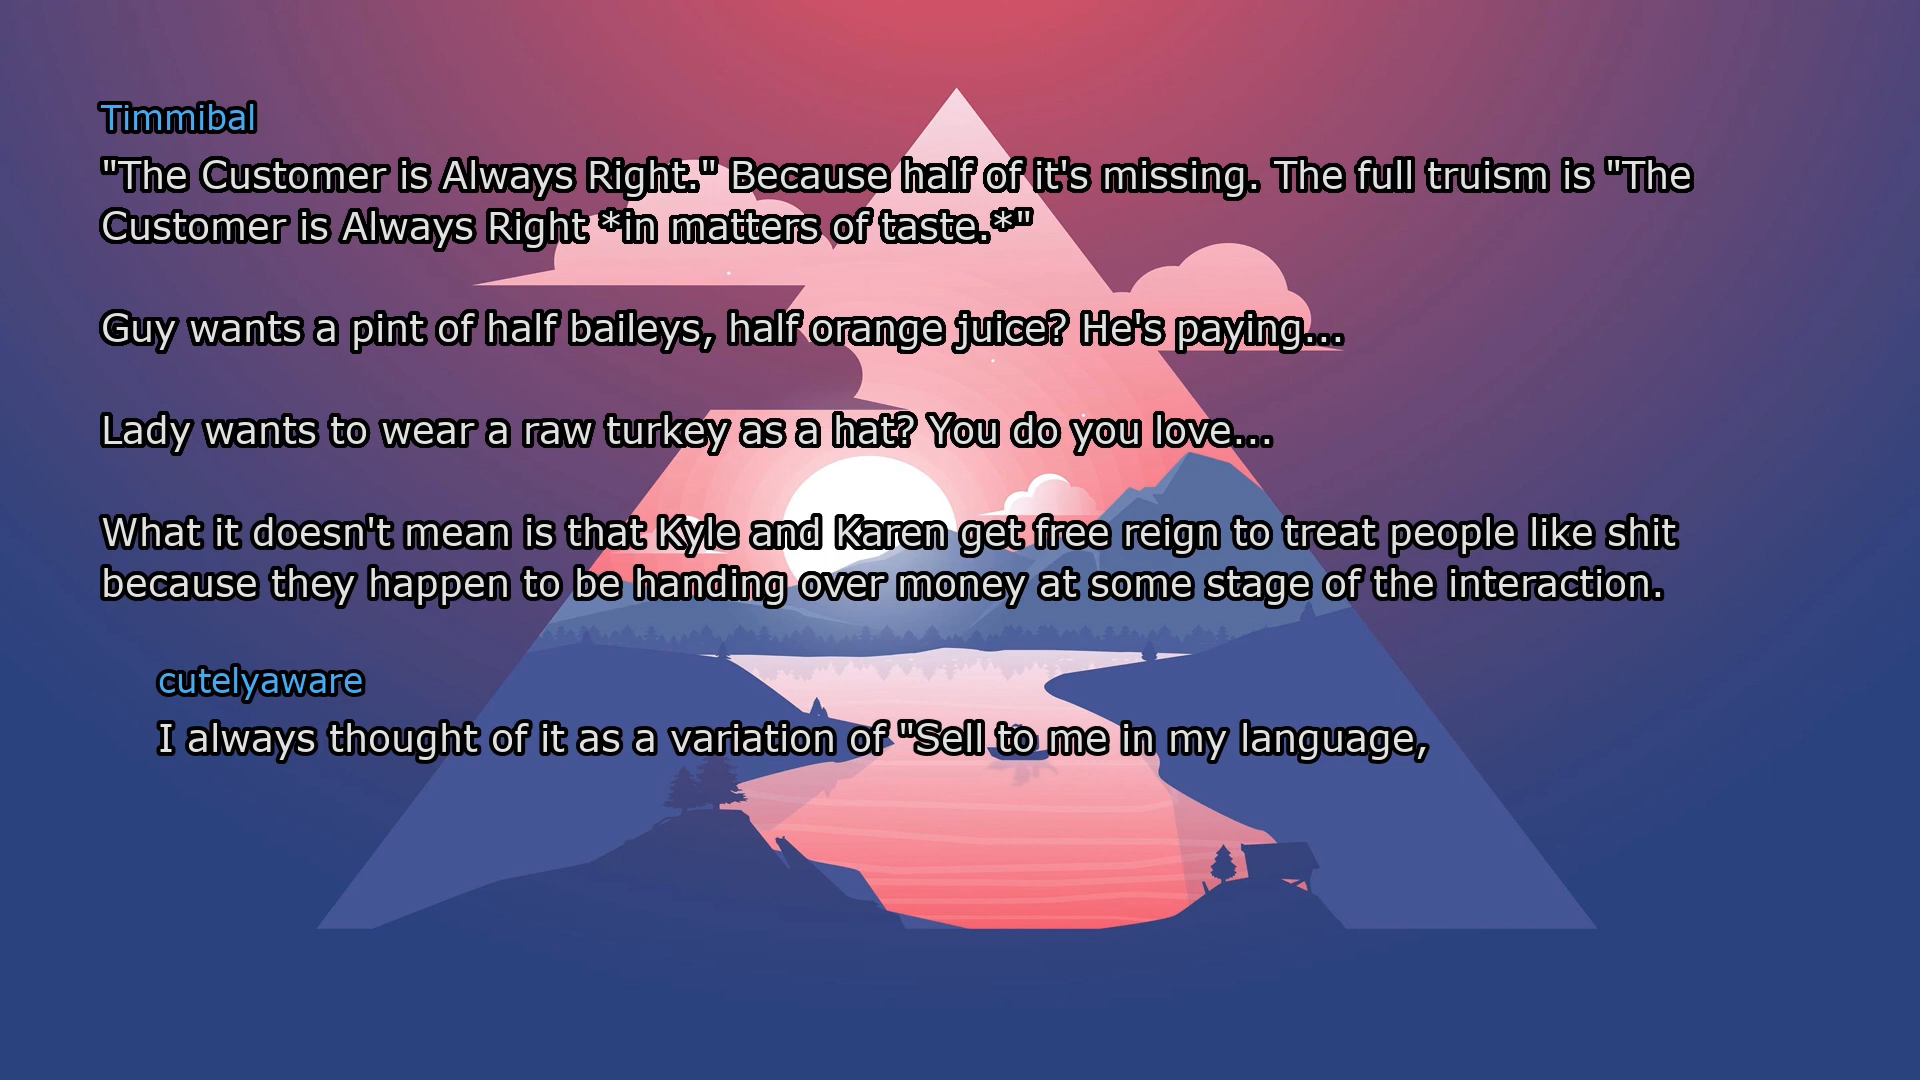 Timmibal
"The Customer is Always Right." Because half of it's missing. The full truism is "The
Customer is Always Right *in matters of taste.*"
Guy wants a pint of half baileys, half orange juice? He's paying...
Lady wants to wear a raw turkey as a hat? You do you love...
What it doesn't mean is that Kyle and Karen get free reign to treat people like shit
because they happen to be handing over money at some stage of the interaction.
cutelyaware
I always thought of it as a variation of "Sell to me in my language,